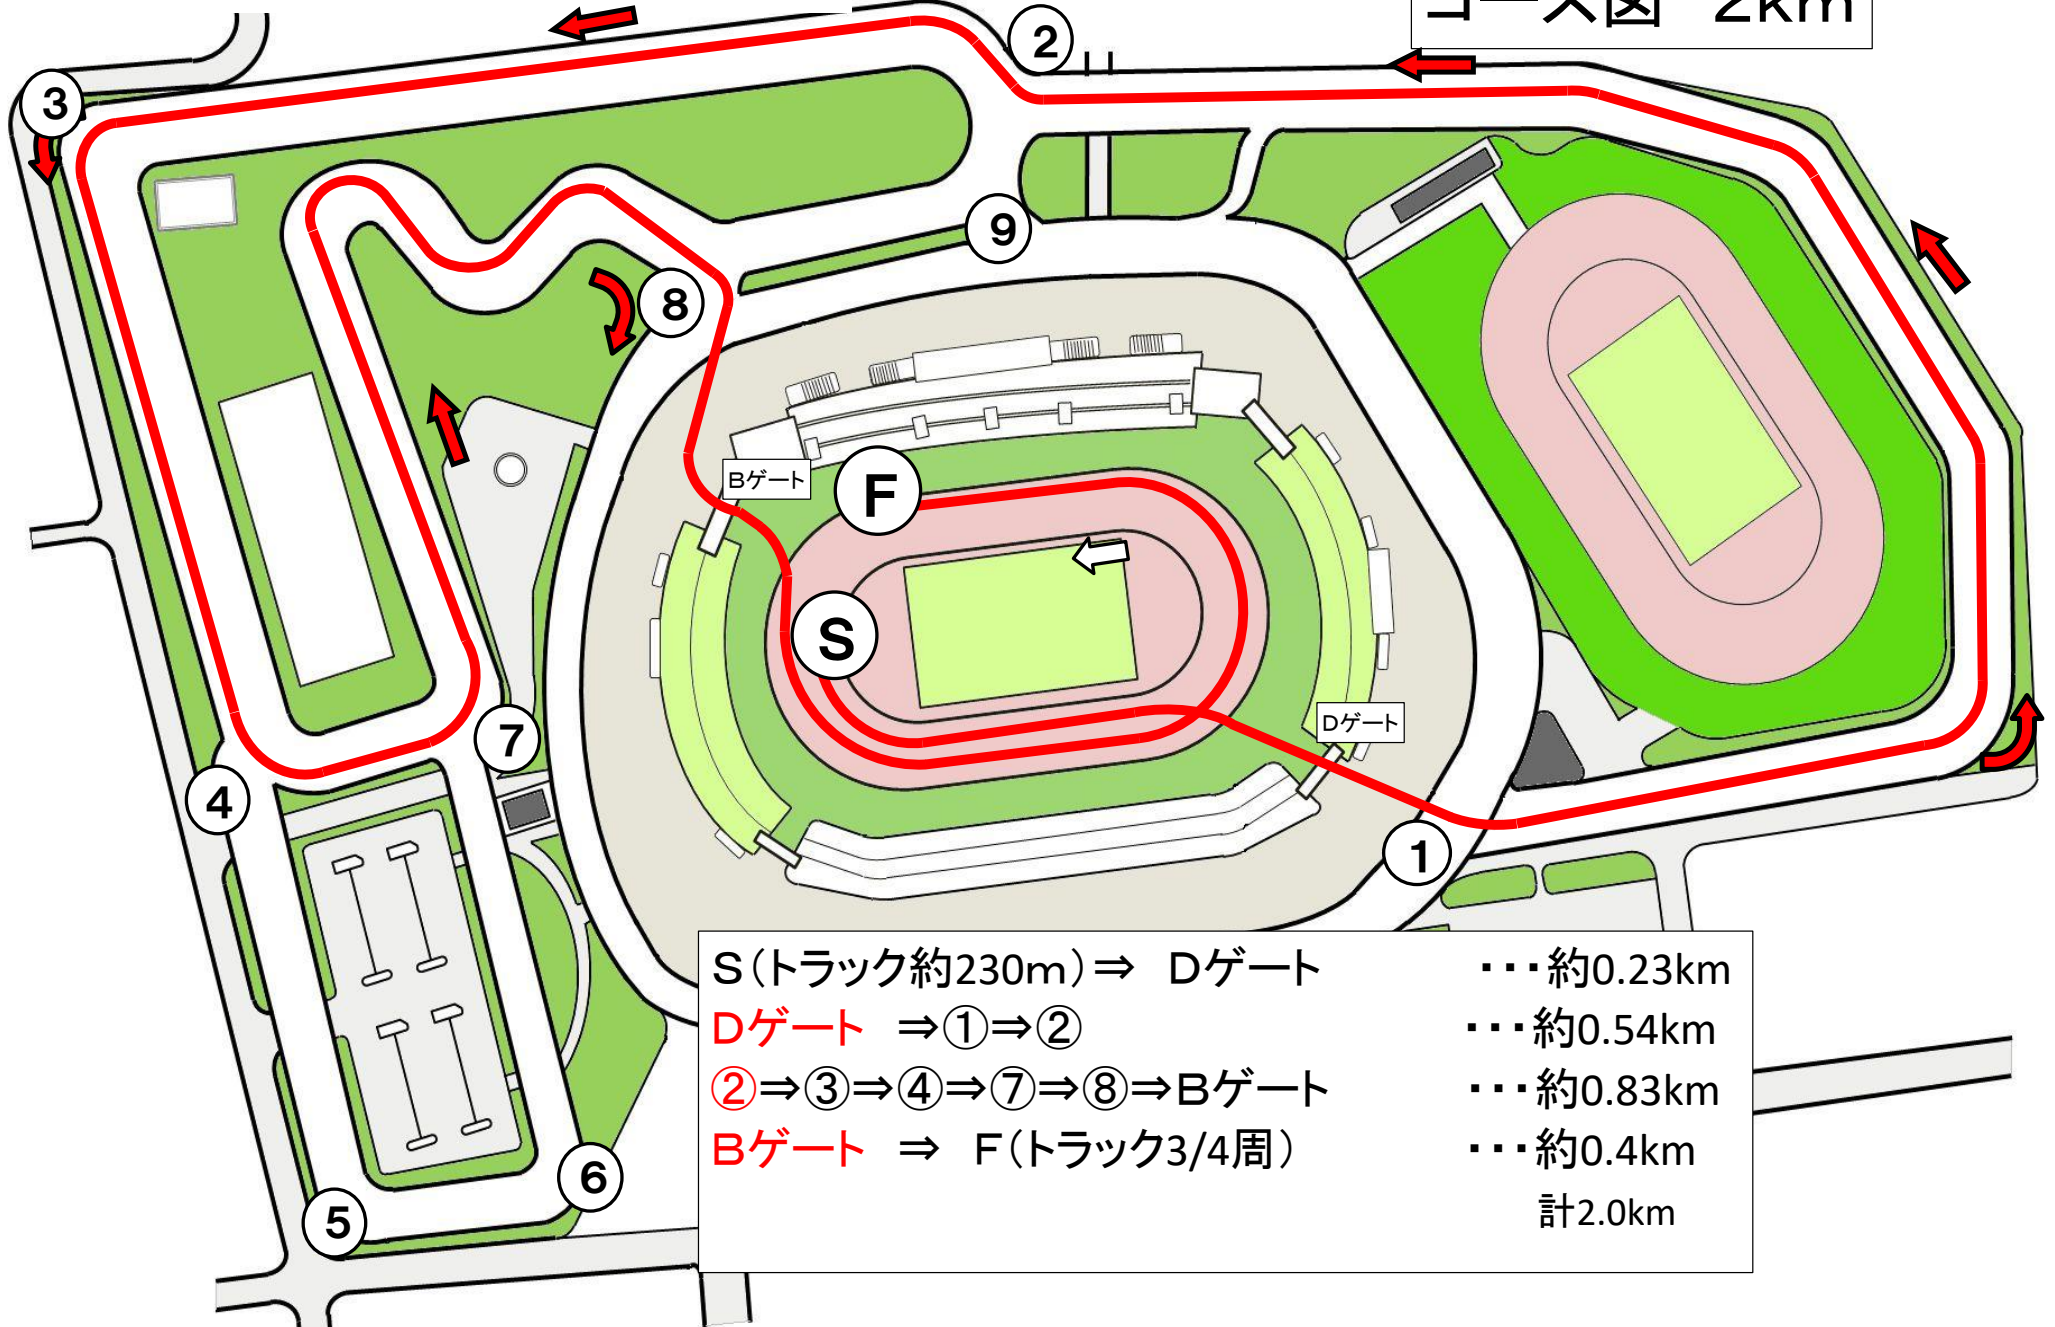 コース図 2km
②
③
⑨
⑧
Bゲート
F
S
Dゲート
⑦
④
①
⑥
⑤
S(トラック約230m)⇒ Dゲート ・・・約0.23km
Dゲート ⇒①⇒② ・・・約0.54km
②⇒③⇒④⇒⑦⇒⑧⇒Bゲート ・・・約0.83km
Bゲート ⇒ F(トラック3/4周) ・・・約0.4km
計2.0km